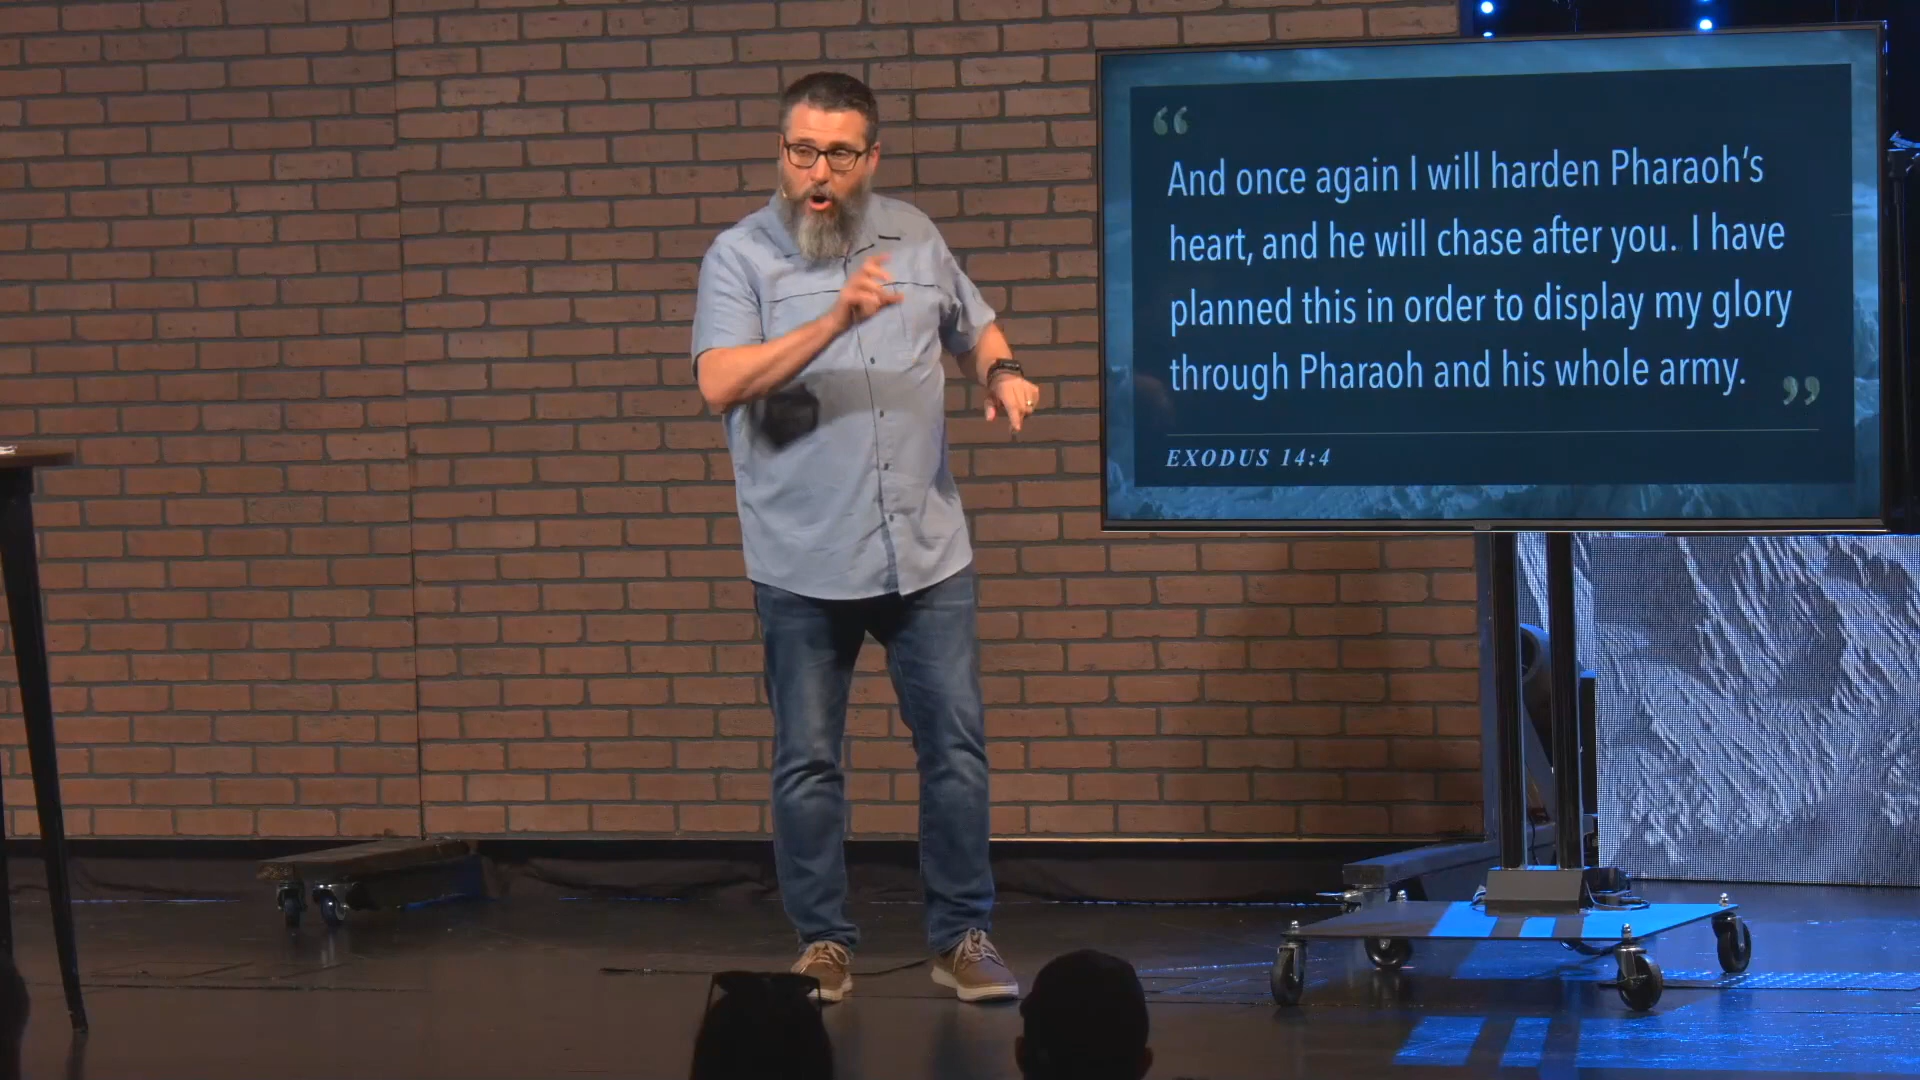 “
And once again I will harden Pharaoh’s
heart, and he will chase after you. I have
planned this in order to display my glory
through Pharaoh and his whole army.
”
EXODUS 14:4